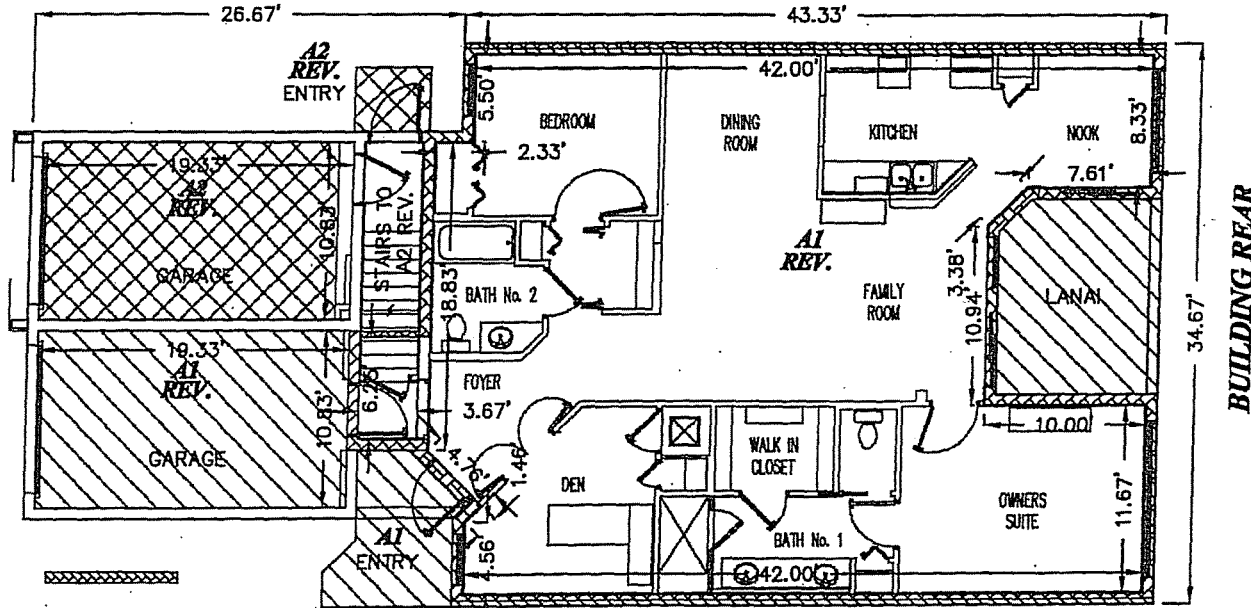 26.67'
43.33'
A2
REV.
ENTRY
42.00'
5.50'
BEDROOM
DINING
ROOM
KITCHEN
NOOK
8.33'
2.33'
7.61'
19.33'
A2
REV.
10.83'
GARAGE
STAIRS TO
A2 REV.
18.83'
BATH No. 2
A1
REV.
FAMILY
ROOM
3.38'
10.94'
LANAI
34.67'
BUILDING REAR
19.33'
A1
REV.
10.83'
GARAGE
6.25'
FOYER
3.67'
4.76'
1.46'
DEN
WALK IN
CLOSET
10.00'
OWNERS
SUITE
11.67'
A1
ENTRY
4.56'
BATH No. 1
42.00'